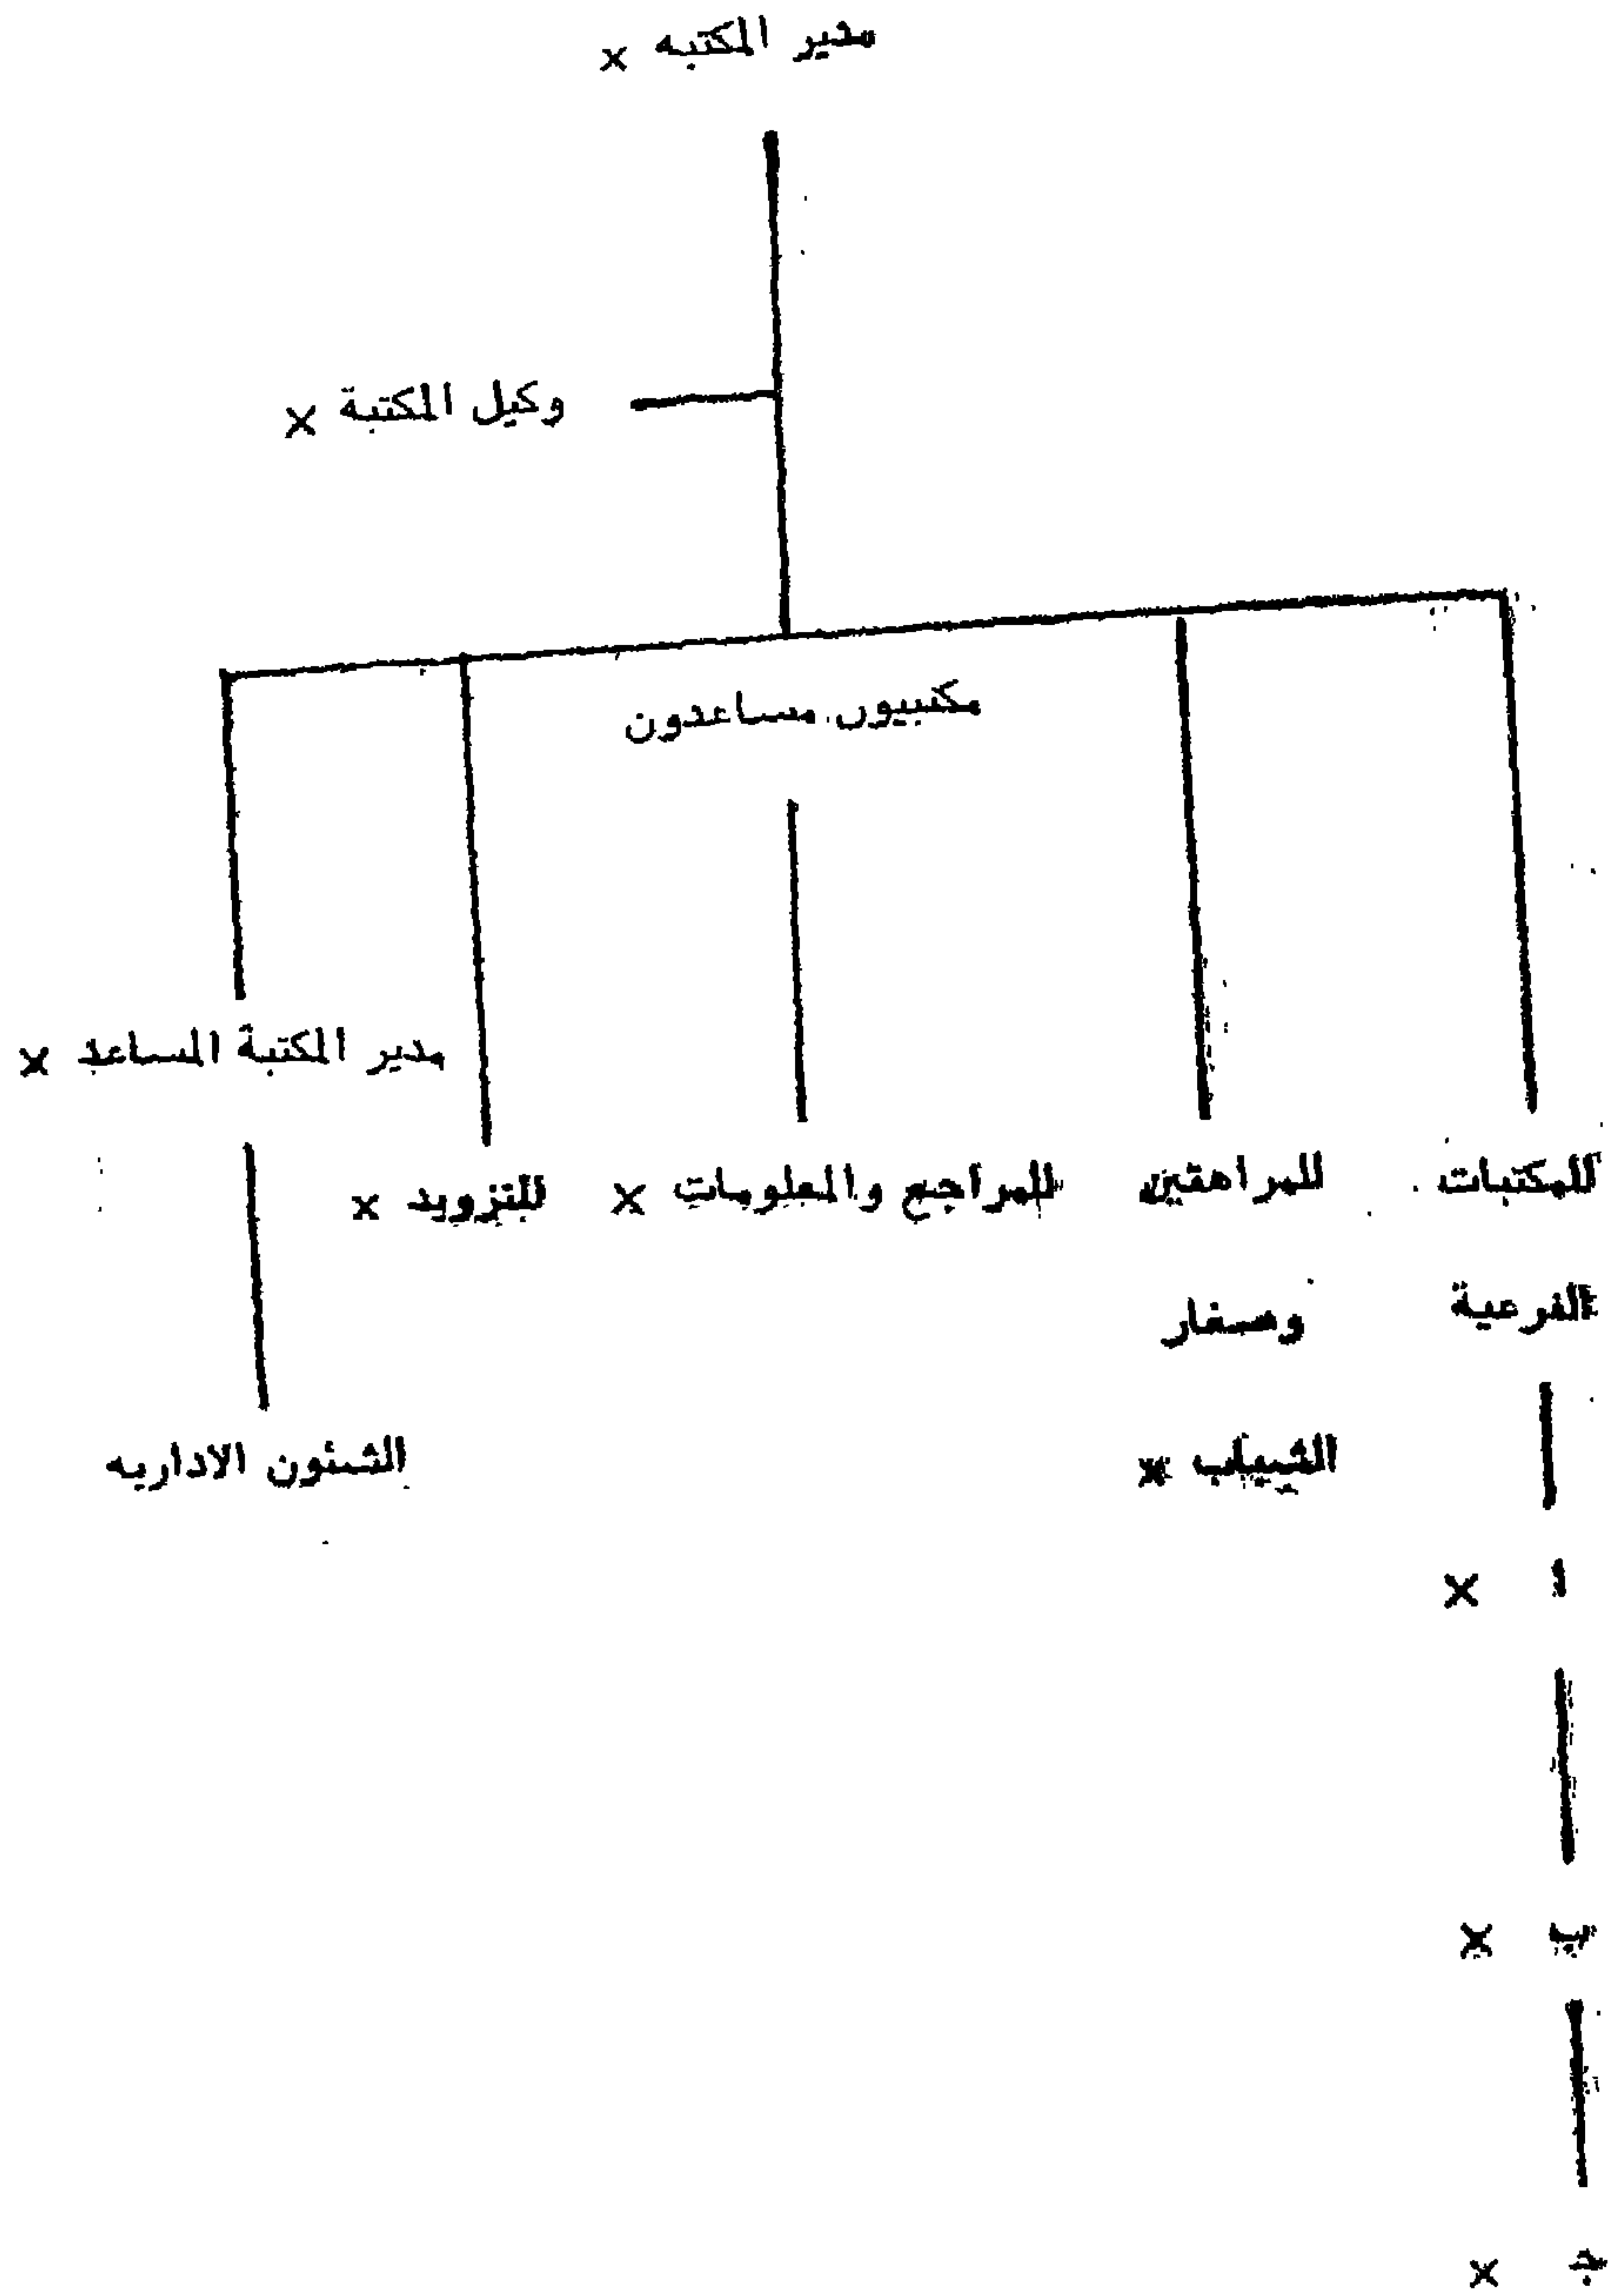 مدير المكتبه ×
وكيل المكتبة ×
مكتبيون مساعدون
مدير المكتبة المساعد ×
للمكتبات
الفرعية
للمراهقين
وصغار
الشباب ×
للمراجع والمعلومات ×
للتزويد ×
الشئون الاداريه
ا ×
ب ×
ج ×